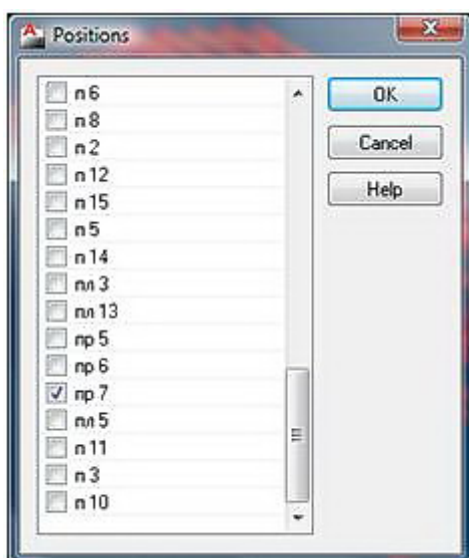 Positions
п 6
п 8
п 2
п 12
п 15
п 5
п 14
пл 3
пл 13
пр 5
пр 6
пр 7
пл 5
п 11
п 3
п 10
OK
Cancel
Help